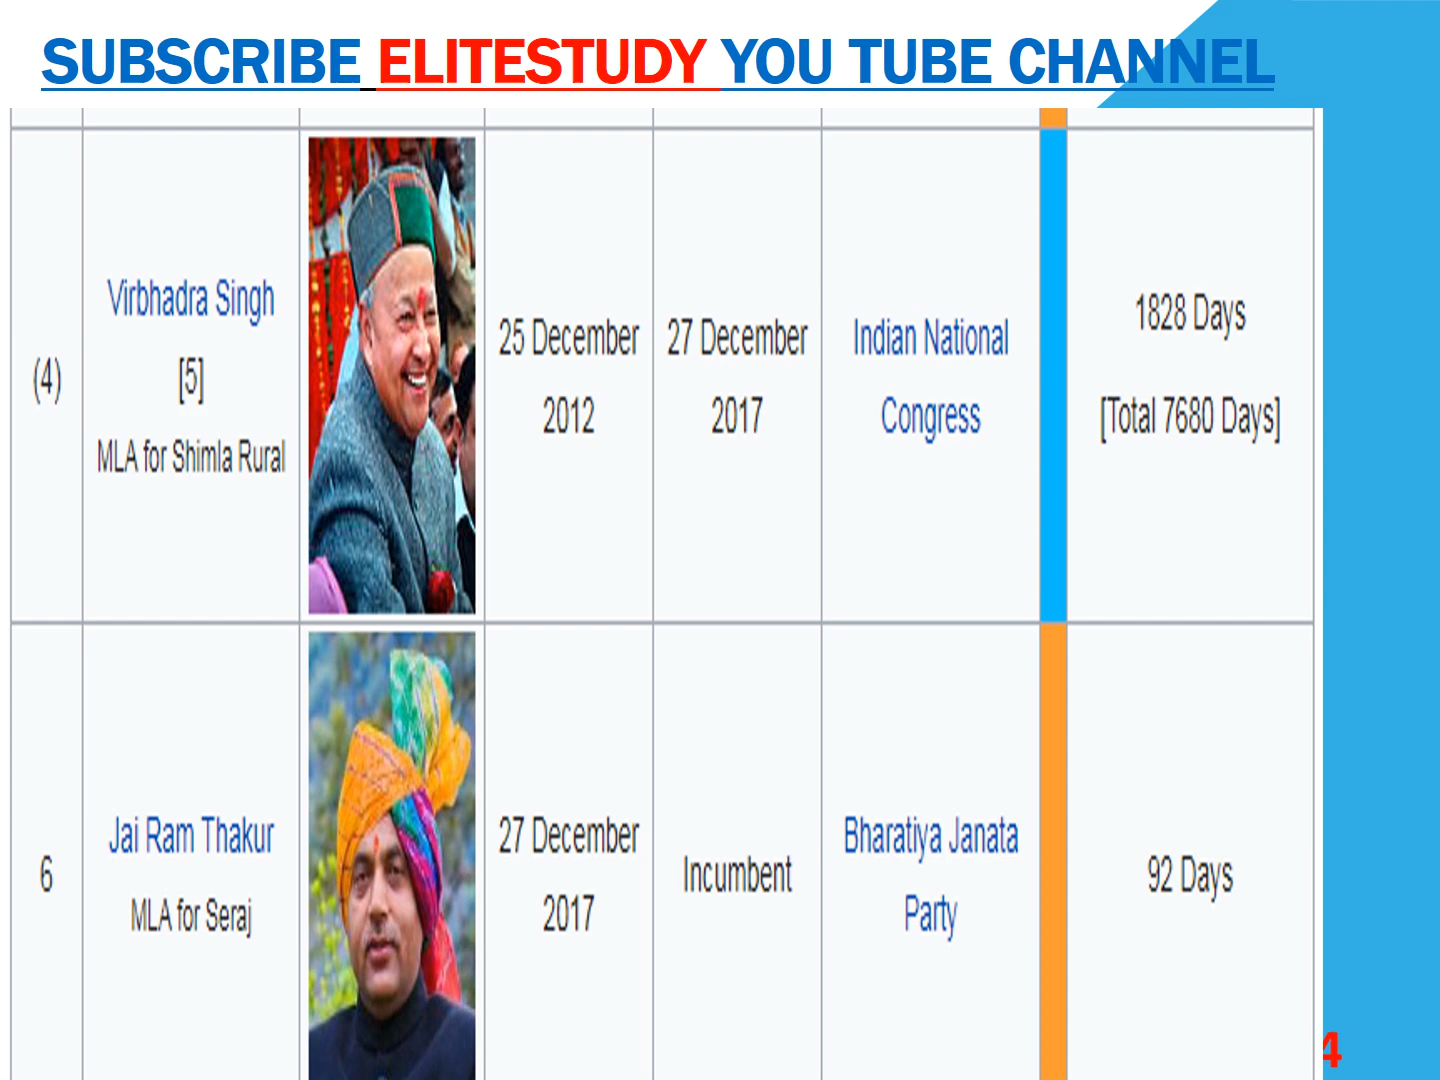 SUBSCRIBE ELITESTUDY YOU TUBE CHANNEL
(4)
Virbhadra Singh
[5]
MLA for Shimla Rural
25 December
2012
27 December
2017
Indian National
Congress
1828 Days
[Total 7680 Days]
6
Jai Ram Thakur
MLA for Seraj
27 December
2017
Incumbent
Bharatiya Janata
Party
92 Days
4